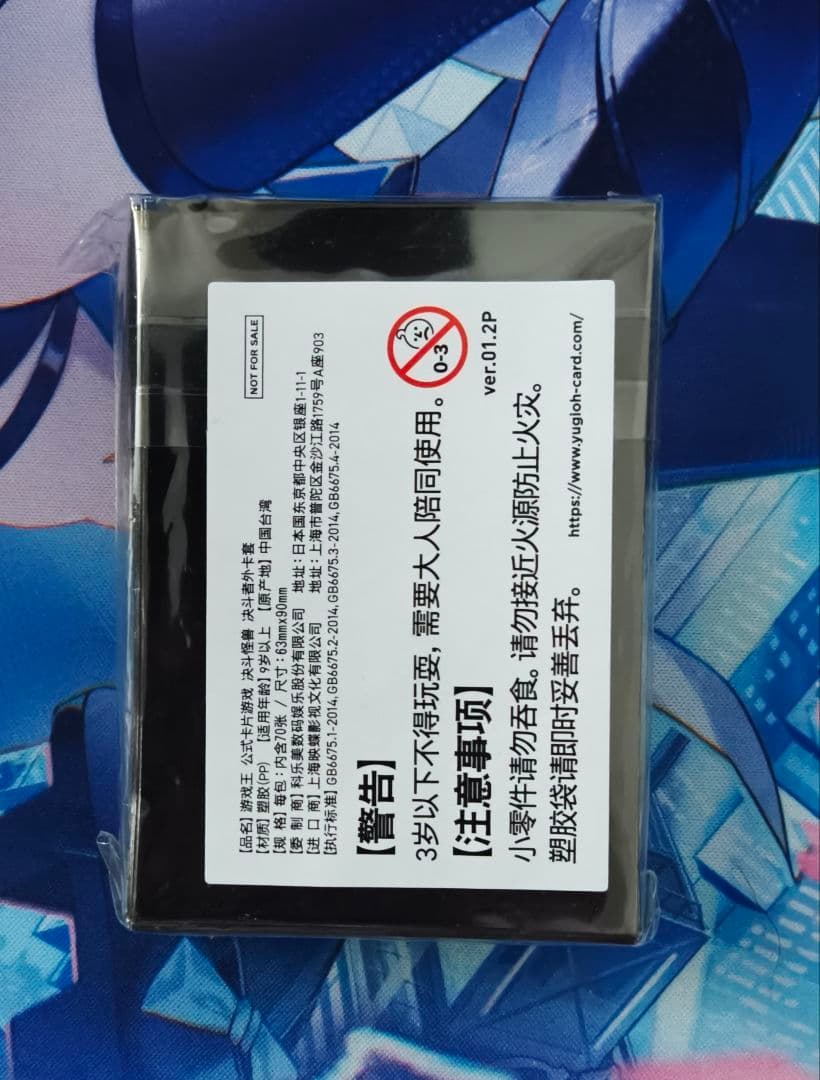 NOT FOR SALE
【品名】游戏王 公式卡片游戏 决斗怪兽 决斗者外卡套
【材质】塑胶(PP) 【适用年龄】9岁以上 【原产地】中国台湾
【规 格】每包：内含70张 / 尺寸：63mmx90mm
【委 制 商】科乐美数码娱乐股份有限公司 地址：日本国东京都中央区银座1-11-1
【进 口 商】上海映蝶影视文化有限公司 地址：上海市普陀区金沙江路1759号A座903
【执行标准】GB6675.1-2014,GB6675.2-2014,GB6675.3-2014,GB6675.4-2014
【警告】
3岁以下不得玩耍，需要大人陪同使用。
0-3
【注意事项】
ver.01.2P
小零件请勿吞食。请勿接近火源防止火灾。
塑胶袋请即时妥善丢弃。
https://www.yugioh-card.com/